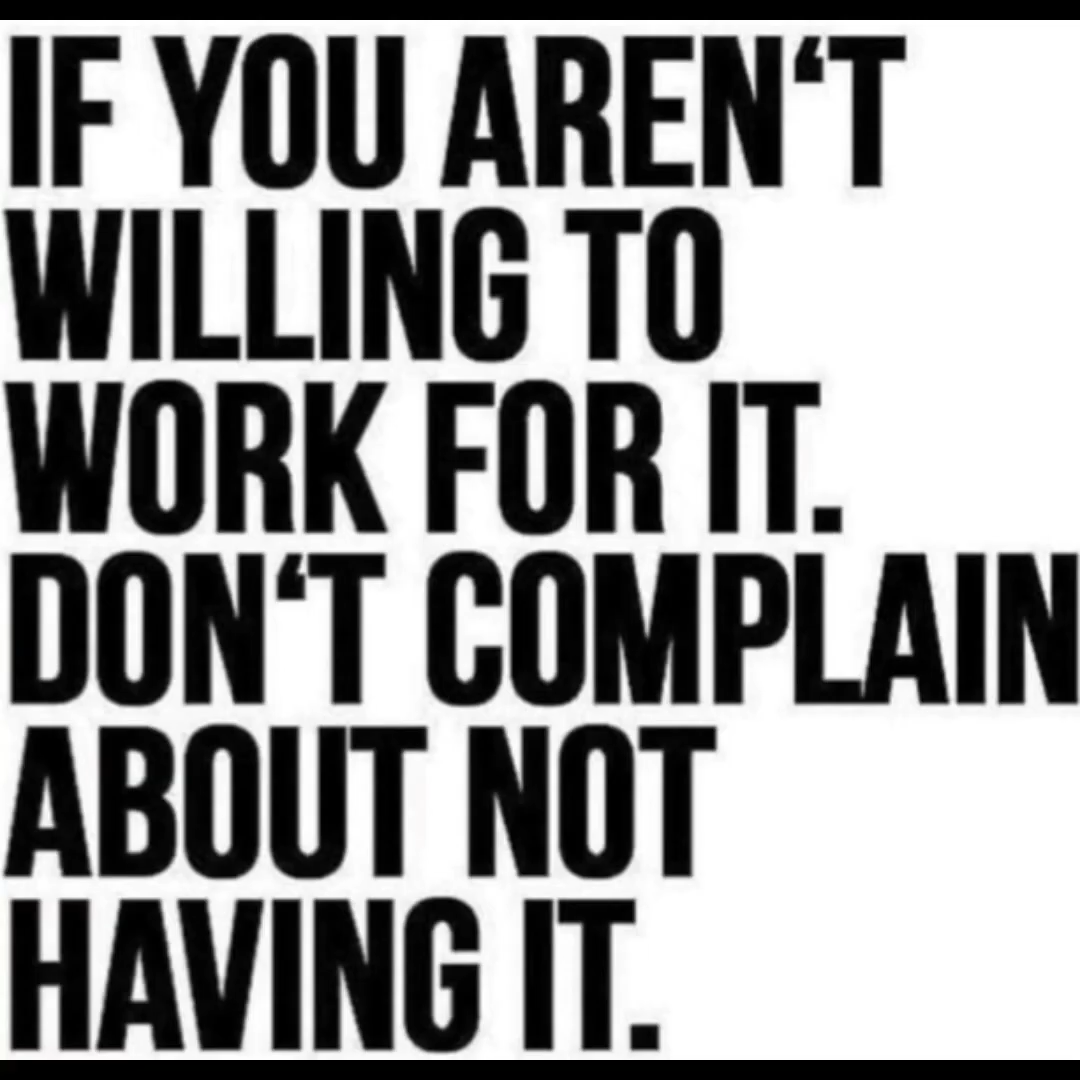 IF YOU AREN‘T
WILLING TO
WORK FOR IT.
DON‘T COMPLAIN
ABOUT NOT
HAVING IT.